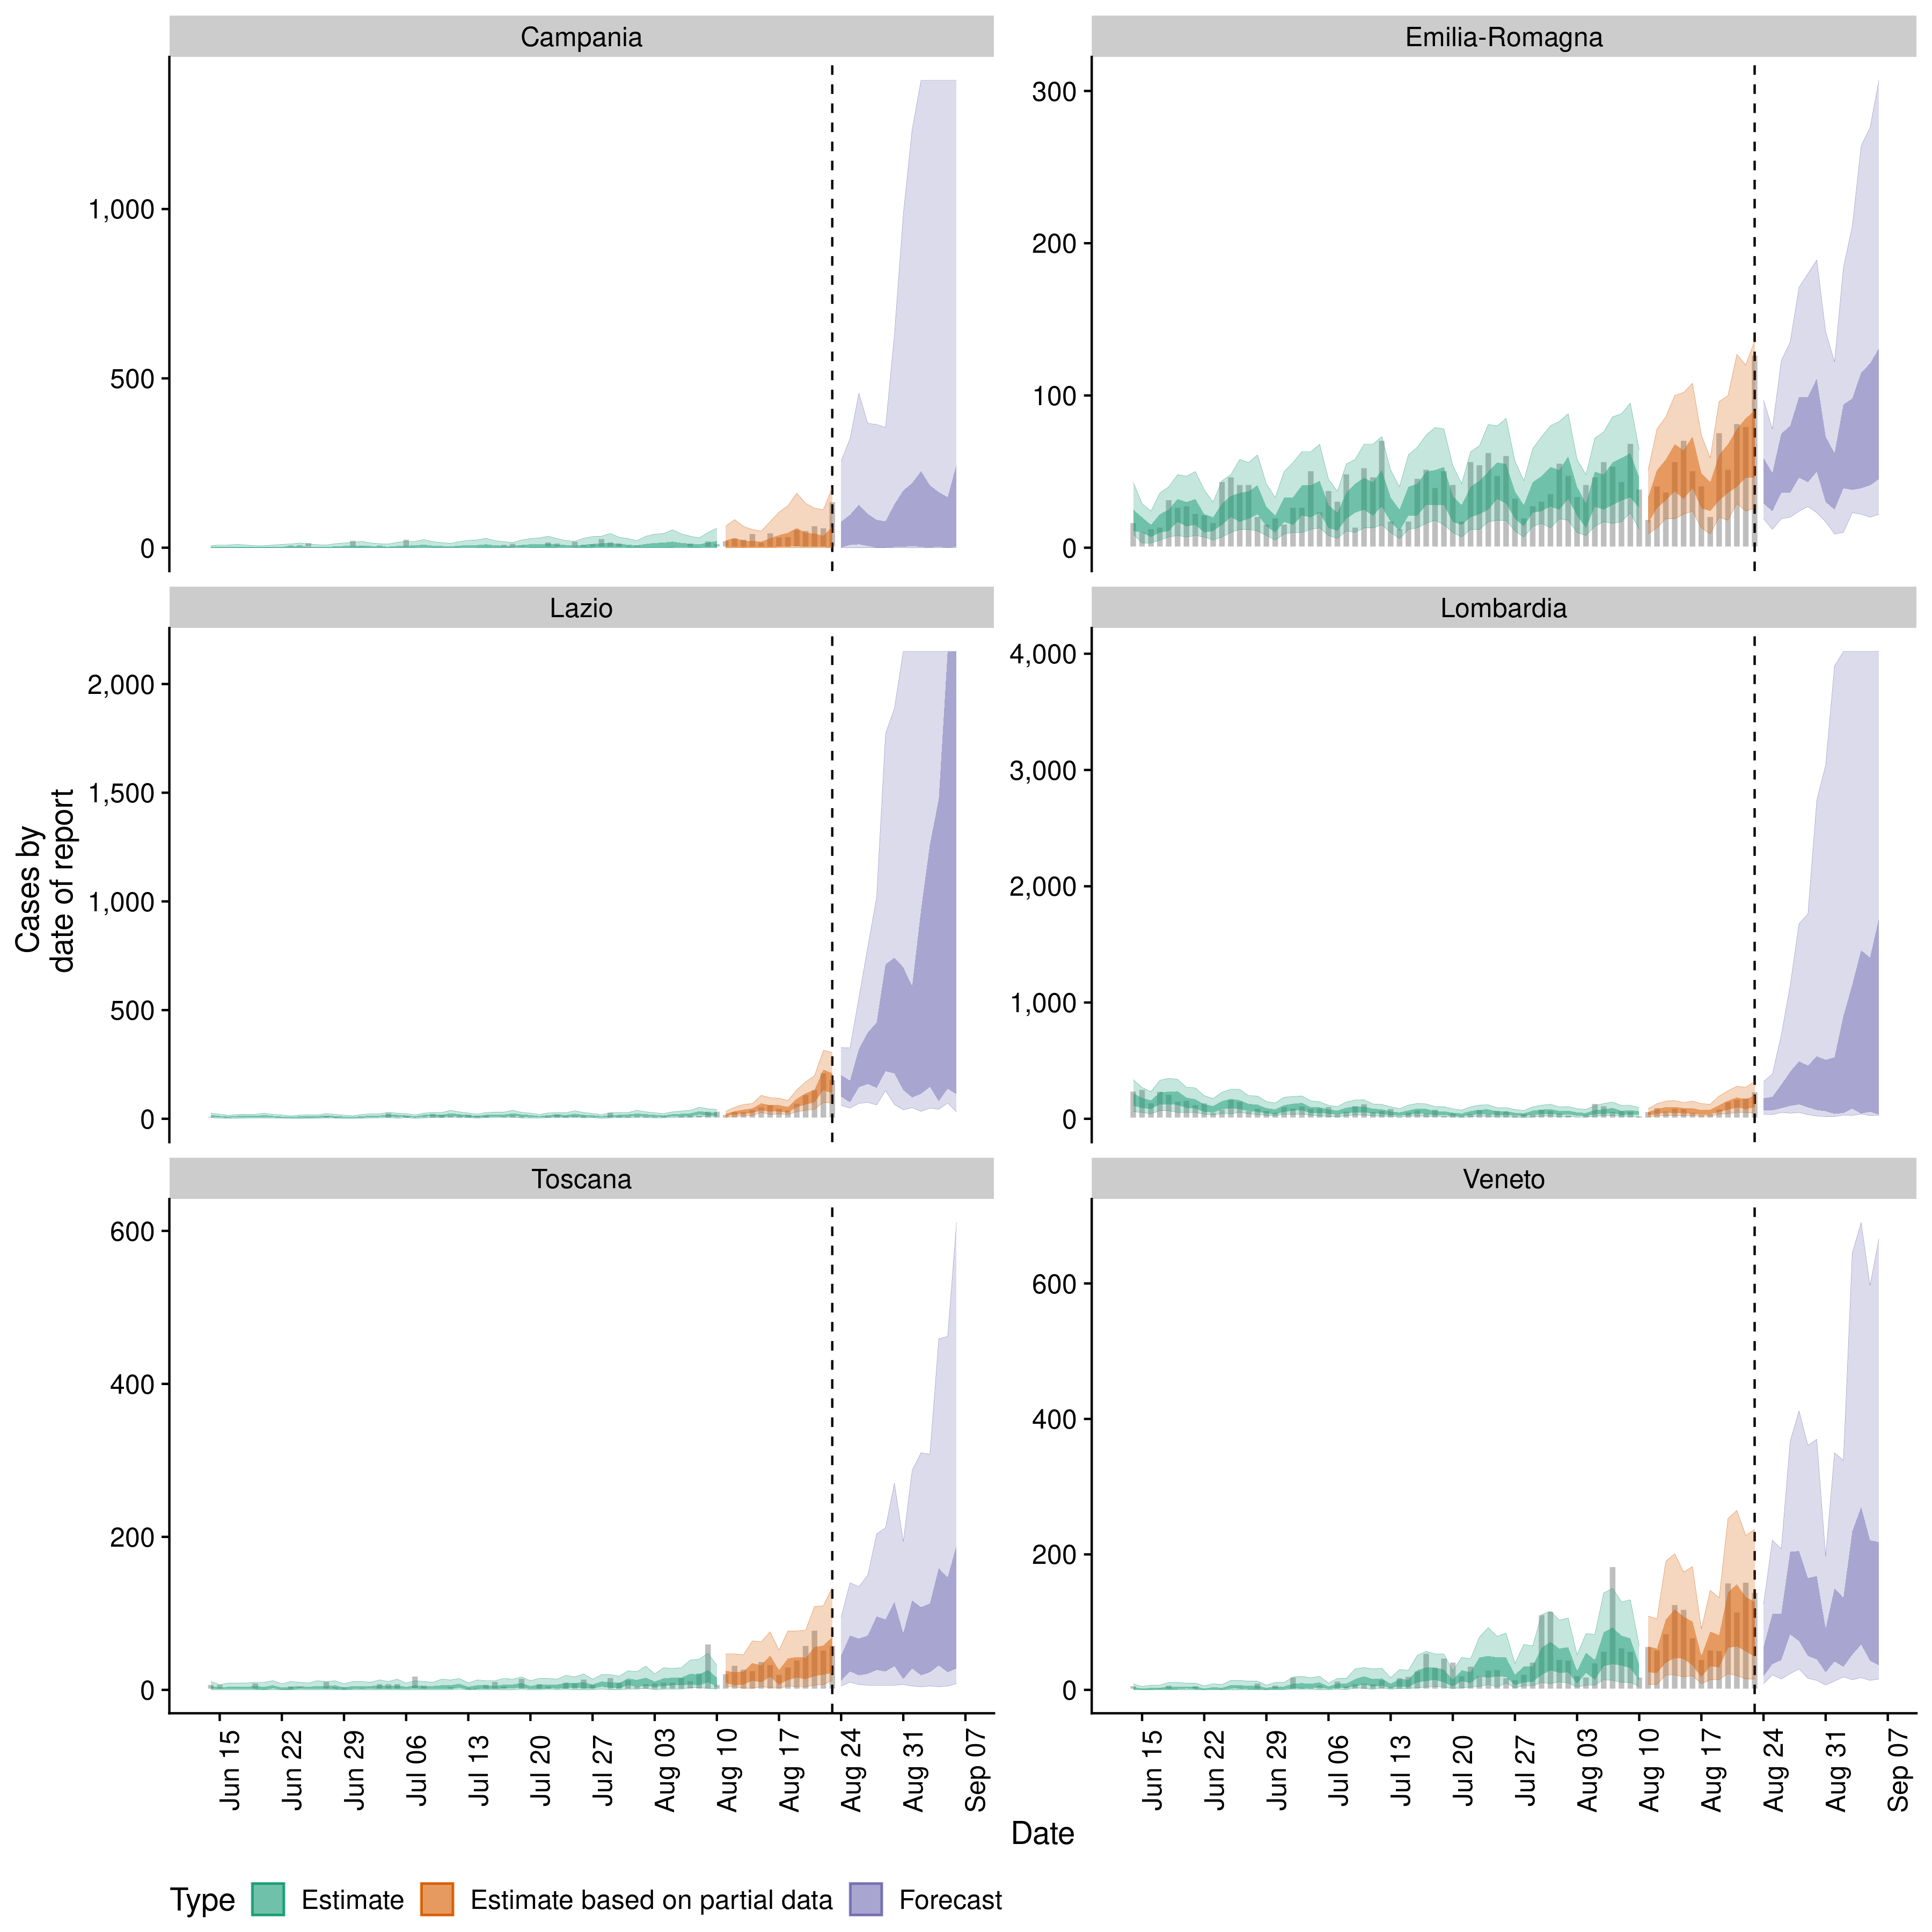 Campania
Emilia-Romagna
1,000
500
0
300
200
100
0
Lazio
Lombardia
2,000
1,500
1,000
500
0
4,000
3,000
2,000
1,000
0
Cases by
date of report
Toscana
Veneto
600
400
200
0
600
400
200
0
Jun 15
Jun 22
Jun 29
Jul 06
Jul 13
Jul 20
Jul 27
Aug 03
Aug 10
Aug 17
Aug 24
Aug 31
Sep 07
Jun 15
Jun 22
Jun 29
Jul 06
Jul 13
Jul 20
Jul 27
Aug 03
Aug 10
Aug 17
Aug 24
Aug 31
Sep 07
Date
Type Estimate Estimate based on partial data Forecast